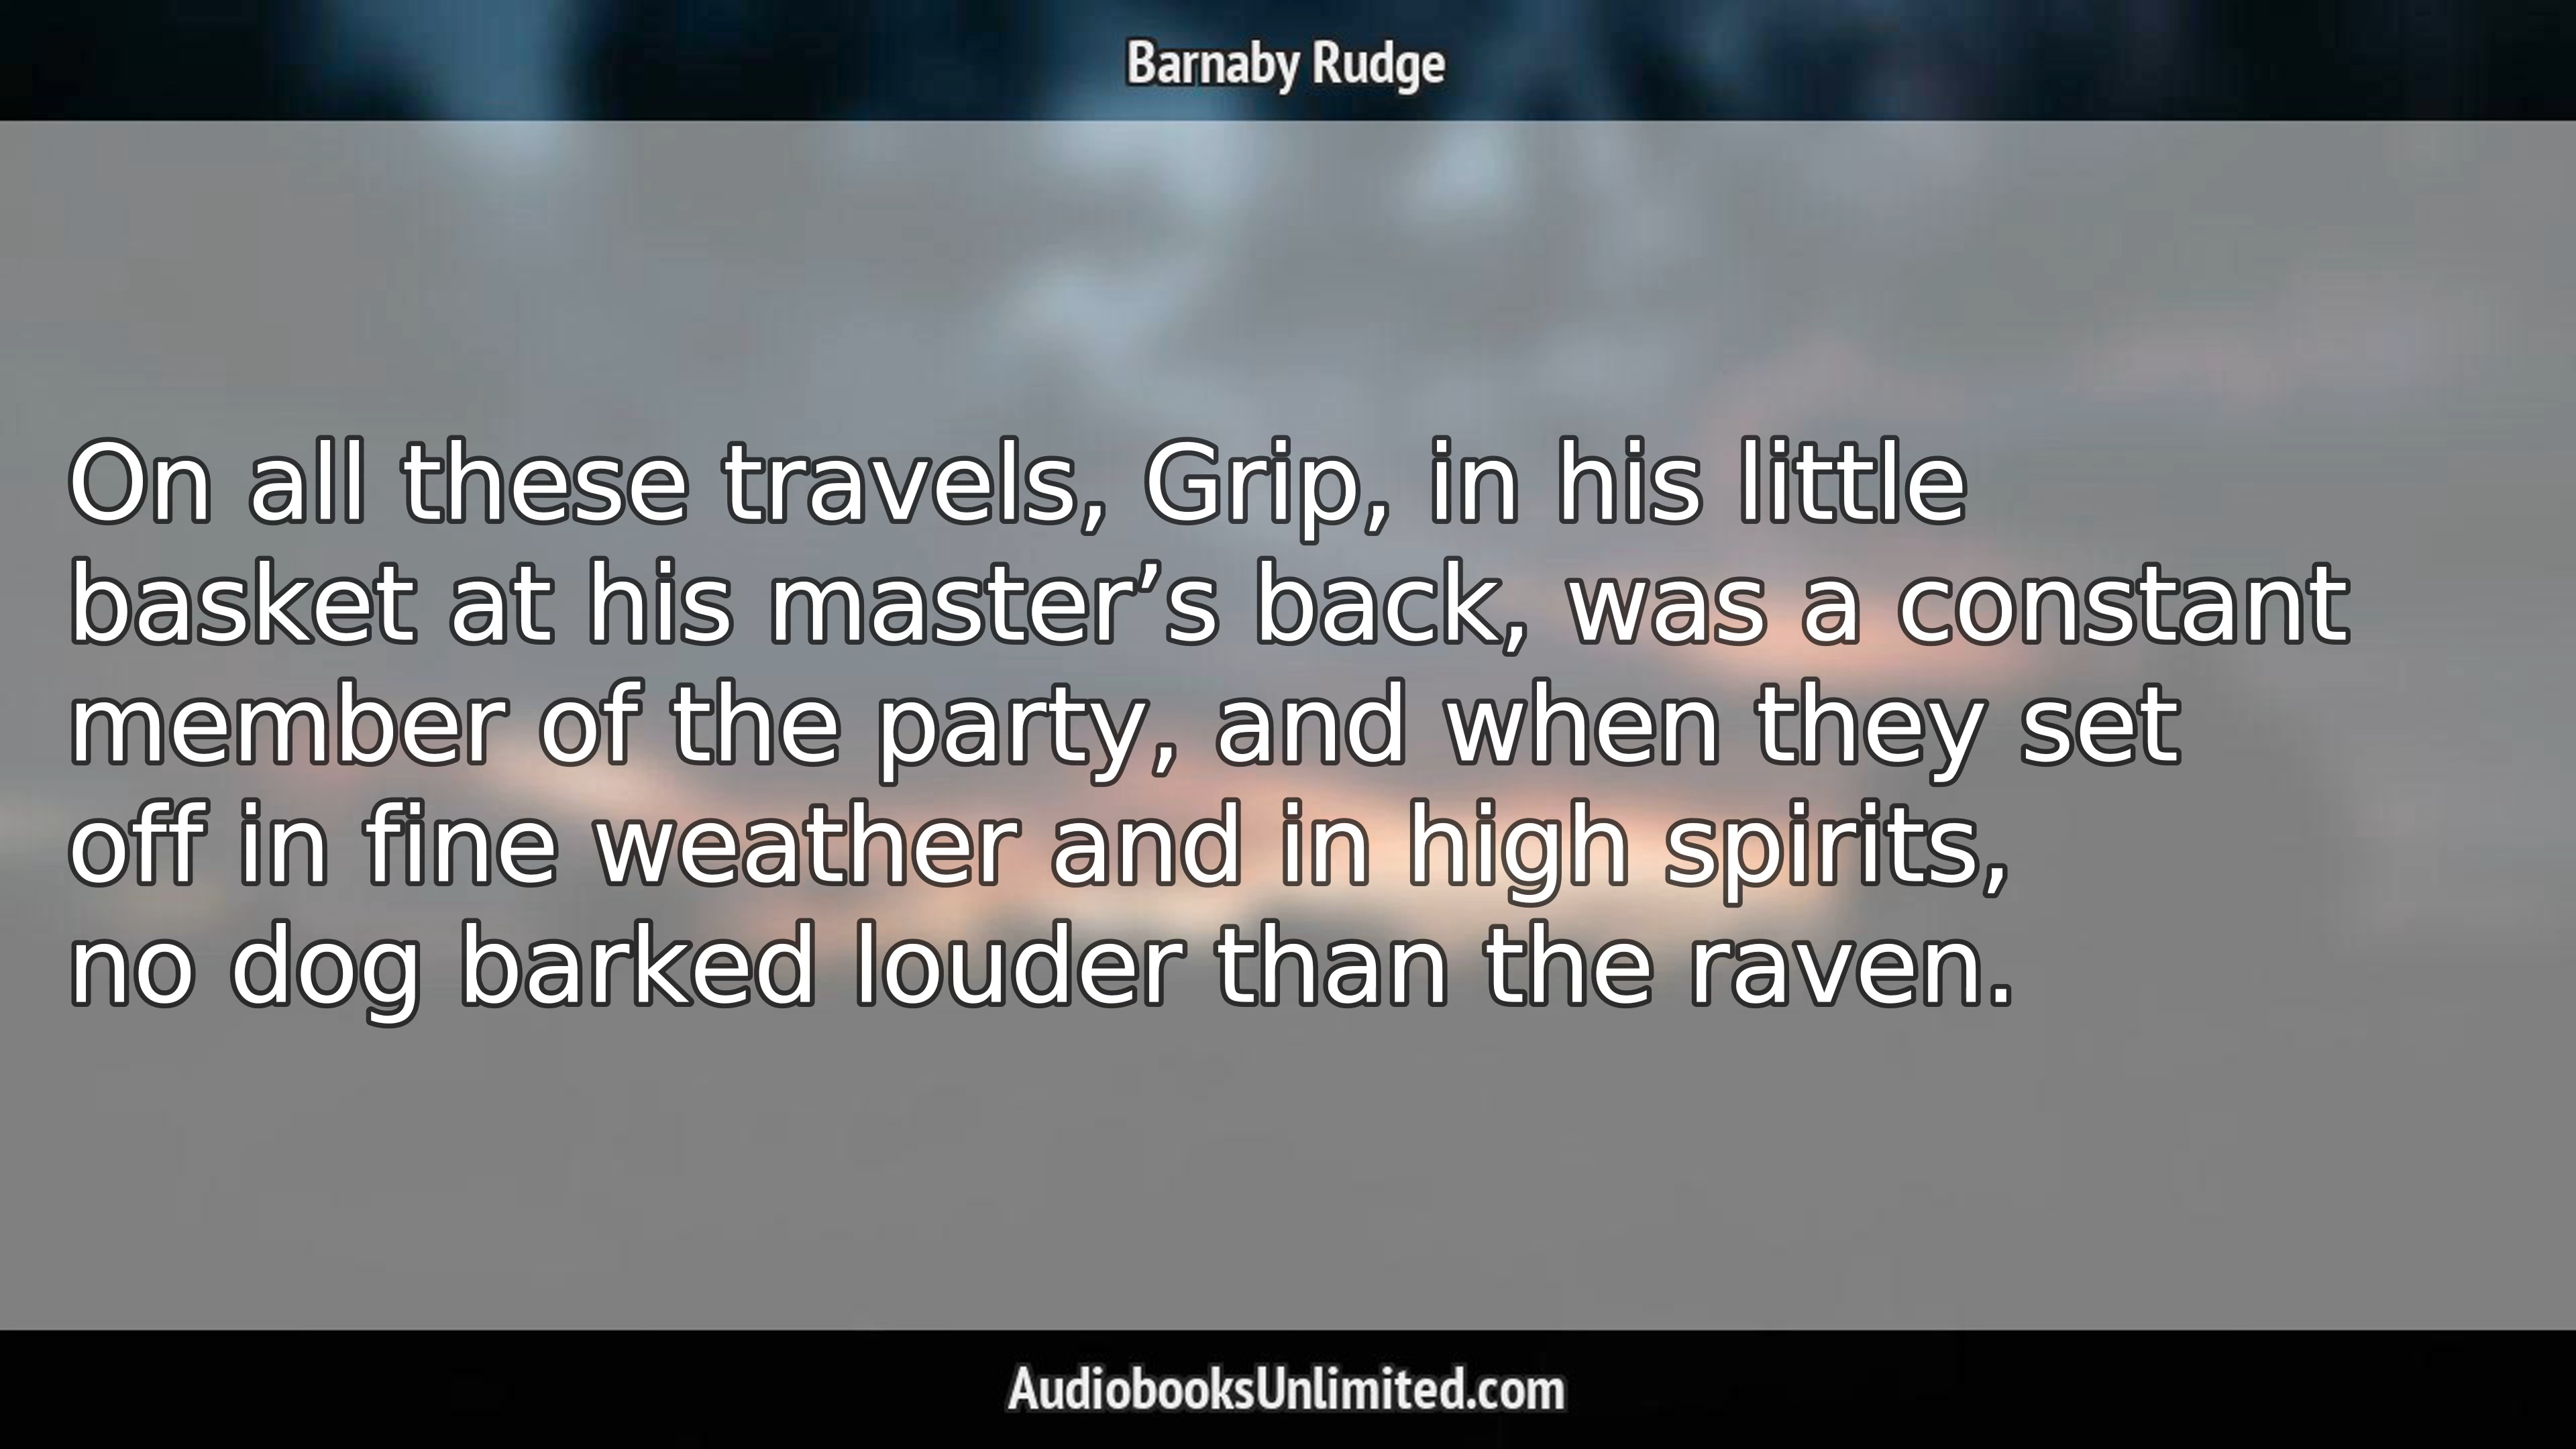 Barnaby Rudge
On all these travels, Grip, in his little
basket at his master’s back, was a constant
member of the party, and when they set
off in fine weather and in high spirits,
no dog barked louder than the raven.
AudiobooksUnlimited.com